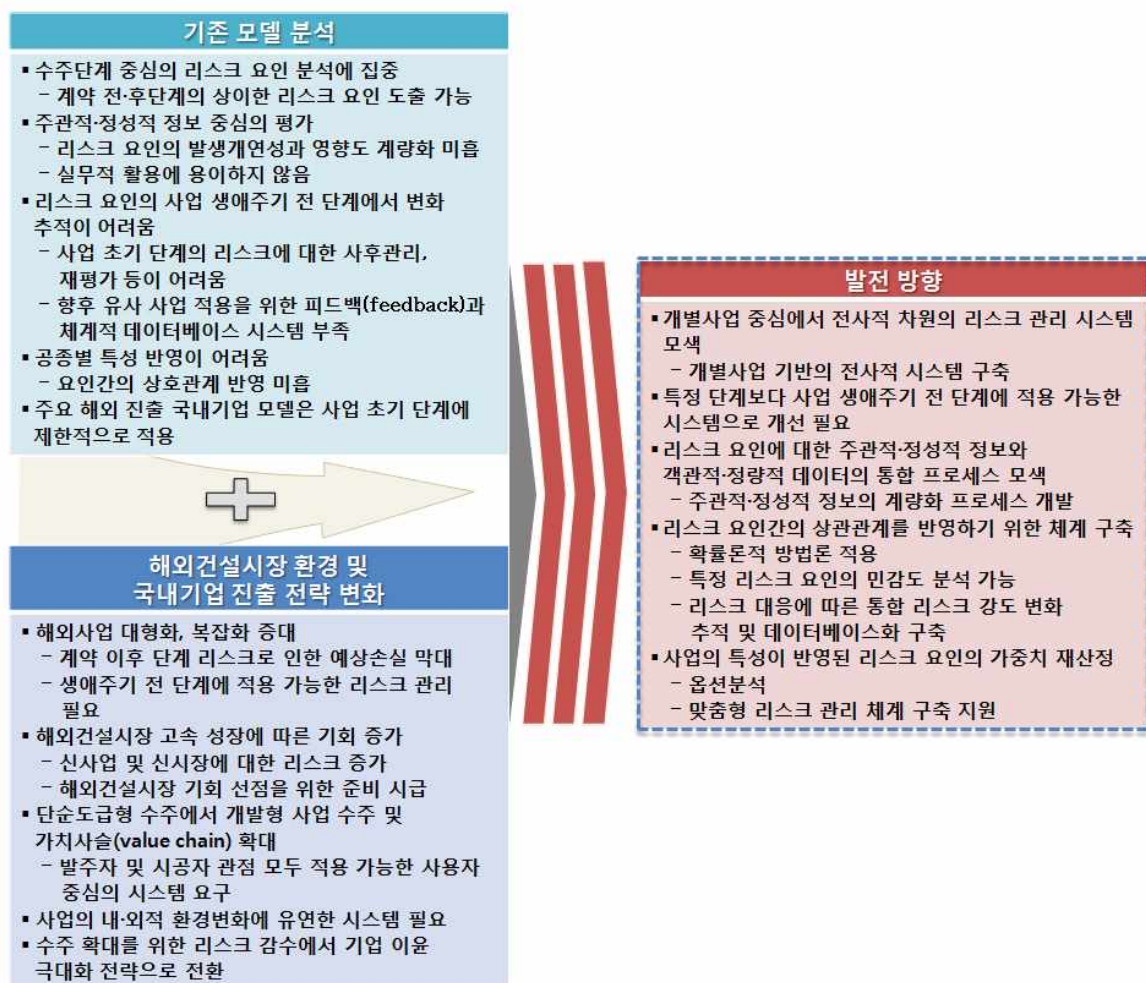 기존 모델 분석
▪ 수주단계 중심의 리스크 요인 분석에 집중
– 계약 전·후단계의 상이한 리스크 요인 도출 가능
▪ 주관적·정성적 정보 중심의 평가
– 리스크 요인의 발생개연성과 영향도 계량화 미흡
– 실무적 활용에 용이하지 않음
▪ 리스크 요인의 사업 생애주기 전 단계에서 변화
추적이 어려움
– 사업 초기 단계의 리스크에 대한 사후관리,
재평가 등이 어려움
– 향후 유사 사업 적용을 위한 피드백(feedback)과
체계적 데이터베이스 시스템 부족
▪ 공종별 특성 반영이 어려움
– 요인간의 상호관계 반영 미흡
▪ 주요 해외 진출 국내기업 모델은 사업 초기 단계에
제한적으로 적용
해외건설시장 환경 및
국내기업 진출 전략 변화
▪ 해외사업 대형화, 복잡화 증대
– 계약 이후 단계 리스크로 인한 예상손실 막대
– 생애주기 전 단계에 적용 가능한 리스크 관리
필요
▪ 해외건설시장 고속 성장에 따른 기회 증가
– 신사업 및 신시장에 대한 리스크 증가
– 해외건설시장 기회 선점을 위한 준비 시급
▪ 단순도급형 수주에서 개발형 사업 수주 및
가치사슬(value chain) 확대
– 발주자 및 시공자 관점 모두 적용 가능한 사용자
중심의 시스템 요구
▪ 사업의 내·외적 환경변화에 유연한 시스템 필요
▪ 수주 확대를 위한 리스크 감수에서 기업 이윤
극대화 전략으로 전환
발전 방향
▪ 개별사업 중심에서 전사적 차원의 리스크 관리 시스템
모색
– 개별사업 기반의 전사적 시스템 구축
▪ 특정 단계보다 사업 생애주기 전 단계에 적용 가능한
시스템으로 개선 필요
▪ 리스크 요인에 대한 주관적·정성적 정보와
객관적·정량적 데이터의 통합 프로세스 모색
– 주관적·정성적 정보의 계량화 프로세스 개발
▪ 리스크 요인간의 상관관계를 반영하기 위한 체계 구축
– 확률론적 방법론 적용
– 특정 리스크 요인의 민감도 분석 가능
– 리스크 대응에 따른 통합 리스크 강도 변화
추적 및 데이터베이스화 구축
▪ 사업의 특성이 반영된 리스크 요인의 가중치 재산정
– 옵션분석
– 맞춤형 리스크 관리 체계 구축 지원